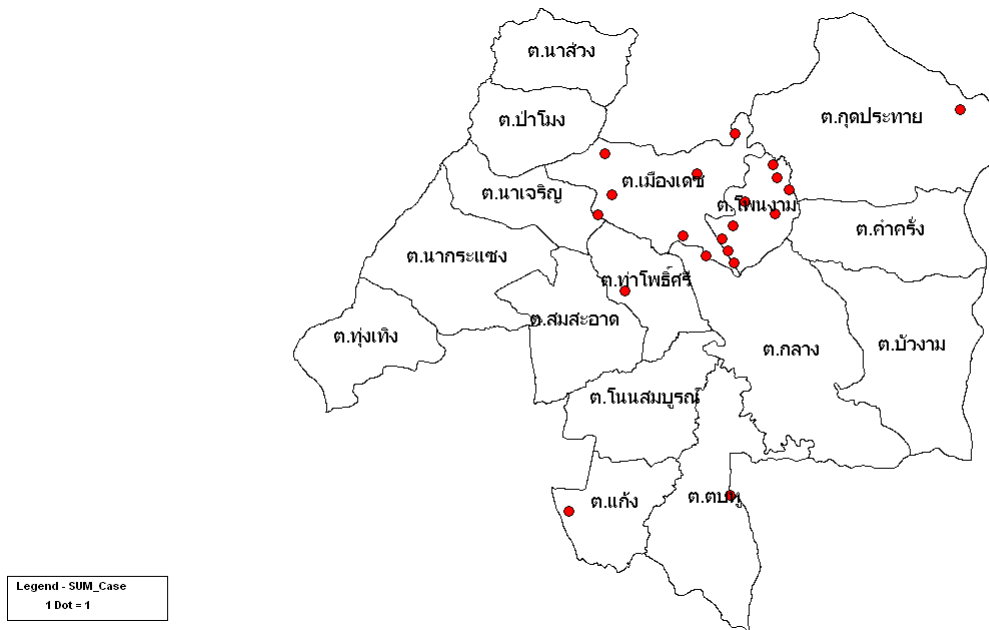 ต.นาส่วง
ต.ป่าโมง
ต.กุดประทาย
ต.เมืองเดช
ต.นาเจริญ
ต.โพนงาม
ต.คำครั่ง
ต.นากระแซง
ต.ท่าโพธิ์ศรี
ต.สมสะอาด
ต.ทุ่งเทิง
ต.กลาง
ต.บัวงาม
ต.โนนสมบูรณ์
ต.แก้ง
ต.ตบหู
Legend - SUM_Case
1 Dot = 1